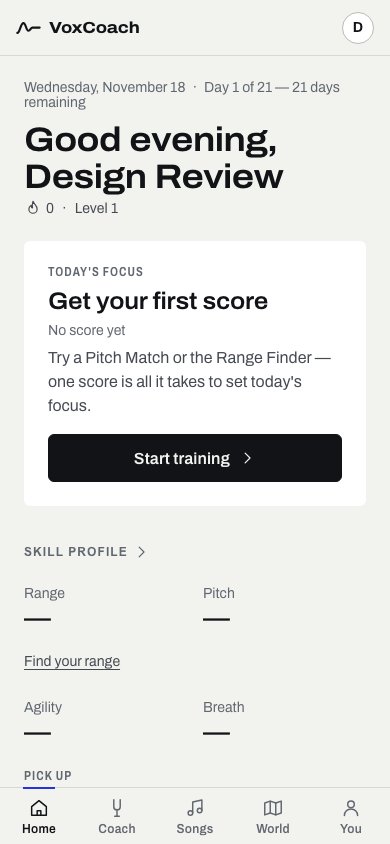 VoxCoach
D
Wednesday, November 18 · Day 1 of 21 — 21 days
remaining
Good evening,
Design Review
0 · Level 1
TODAY'S FOCUS
Get your first score
No score yet
Try a Pitch Match or the Range Finder —
one score is all it takes to set today's
focus.
Start training
SKILL PROFILE
Range Pitch
— —
Find your range
Agility Breath
— —
PICK UP
Home Coach Songs World You